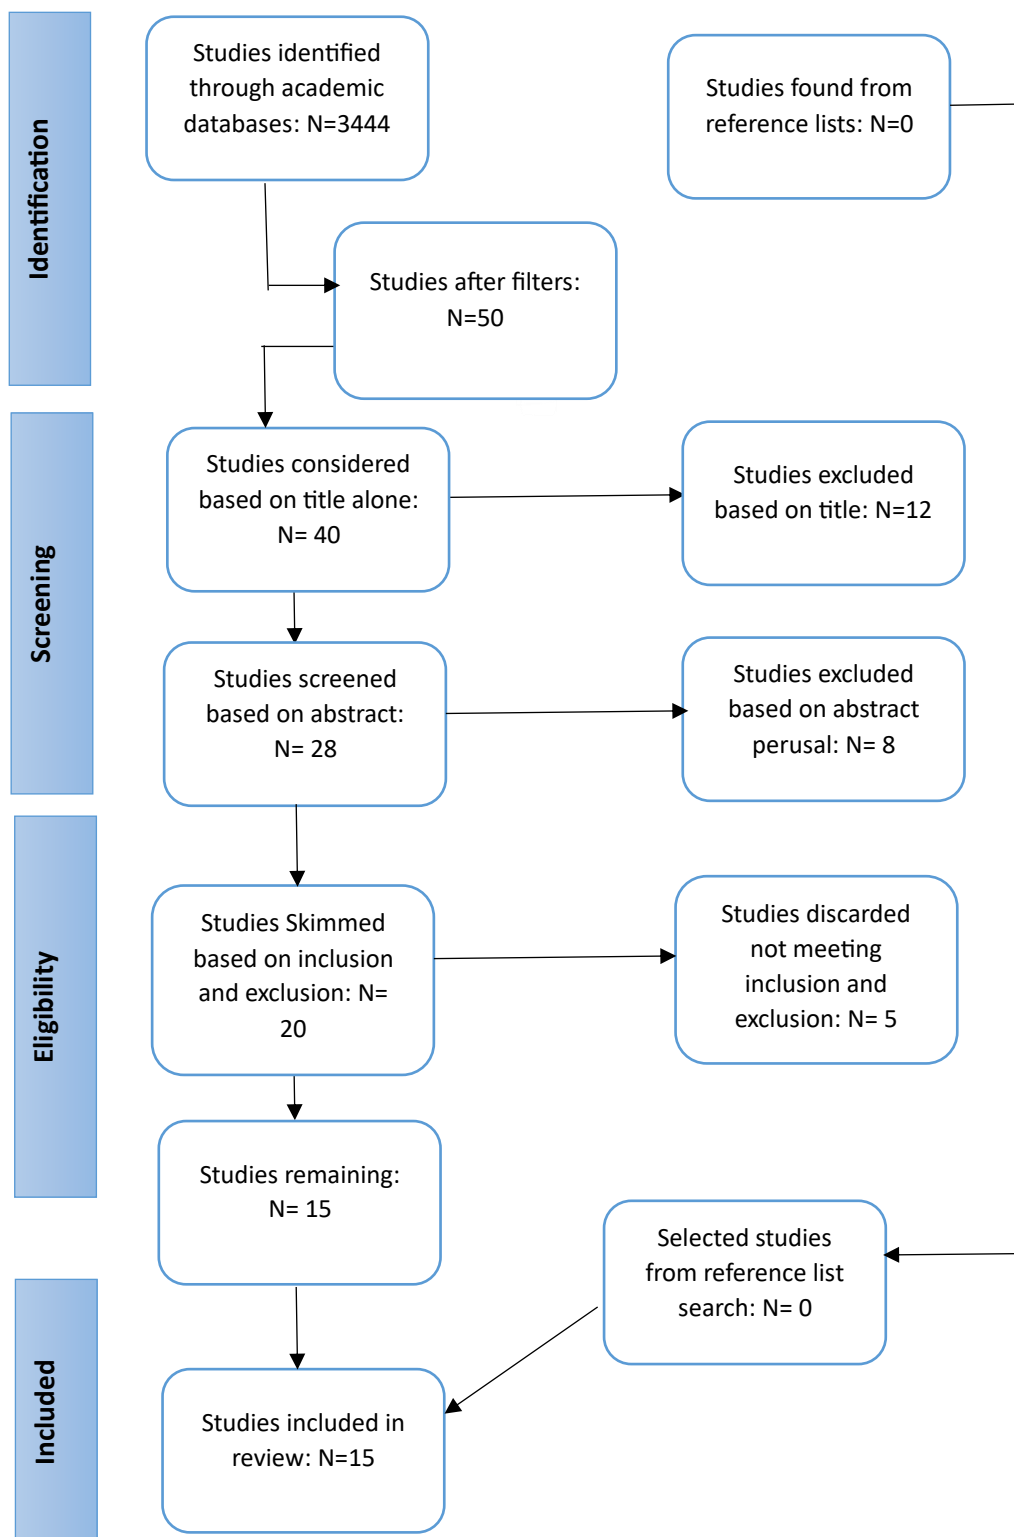 Identification
Studies identified
through academic
databases: N=3444
Studies found from
reference lists: N=0
Studies after filters:
N=50
Screening
Studies considered
based on title alone:
N= 40
Studies excluded
based on title: N=12
Studies screened
based on abstract:
N= 28
Studies excluded
based on abstract
perusal: N= 8
Eligibility
Studies Skimmed
based on inclusion
and exclusion: N=
20
Studies discarded
not meeting
inclusion and
exclusion: N= 5
Studies remaining:
N= 15
Selected studies
from reference list
search: N= 0
Included
Studies included in
review: N=15